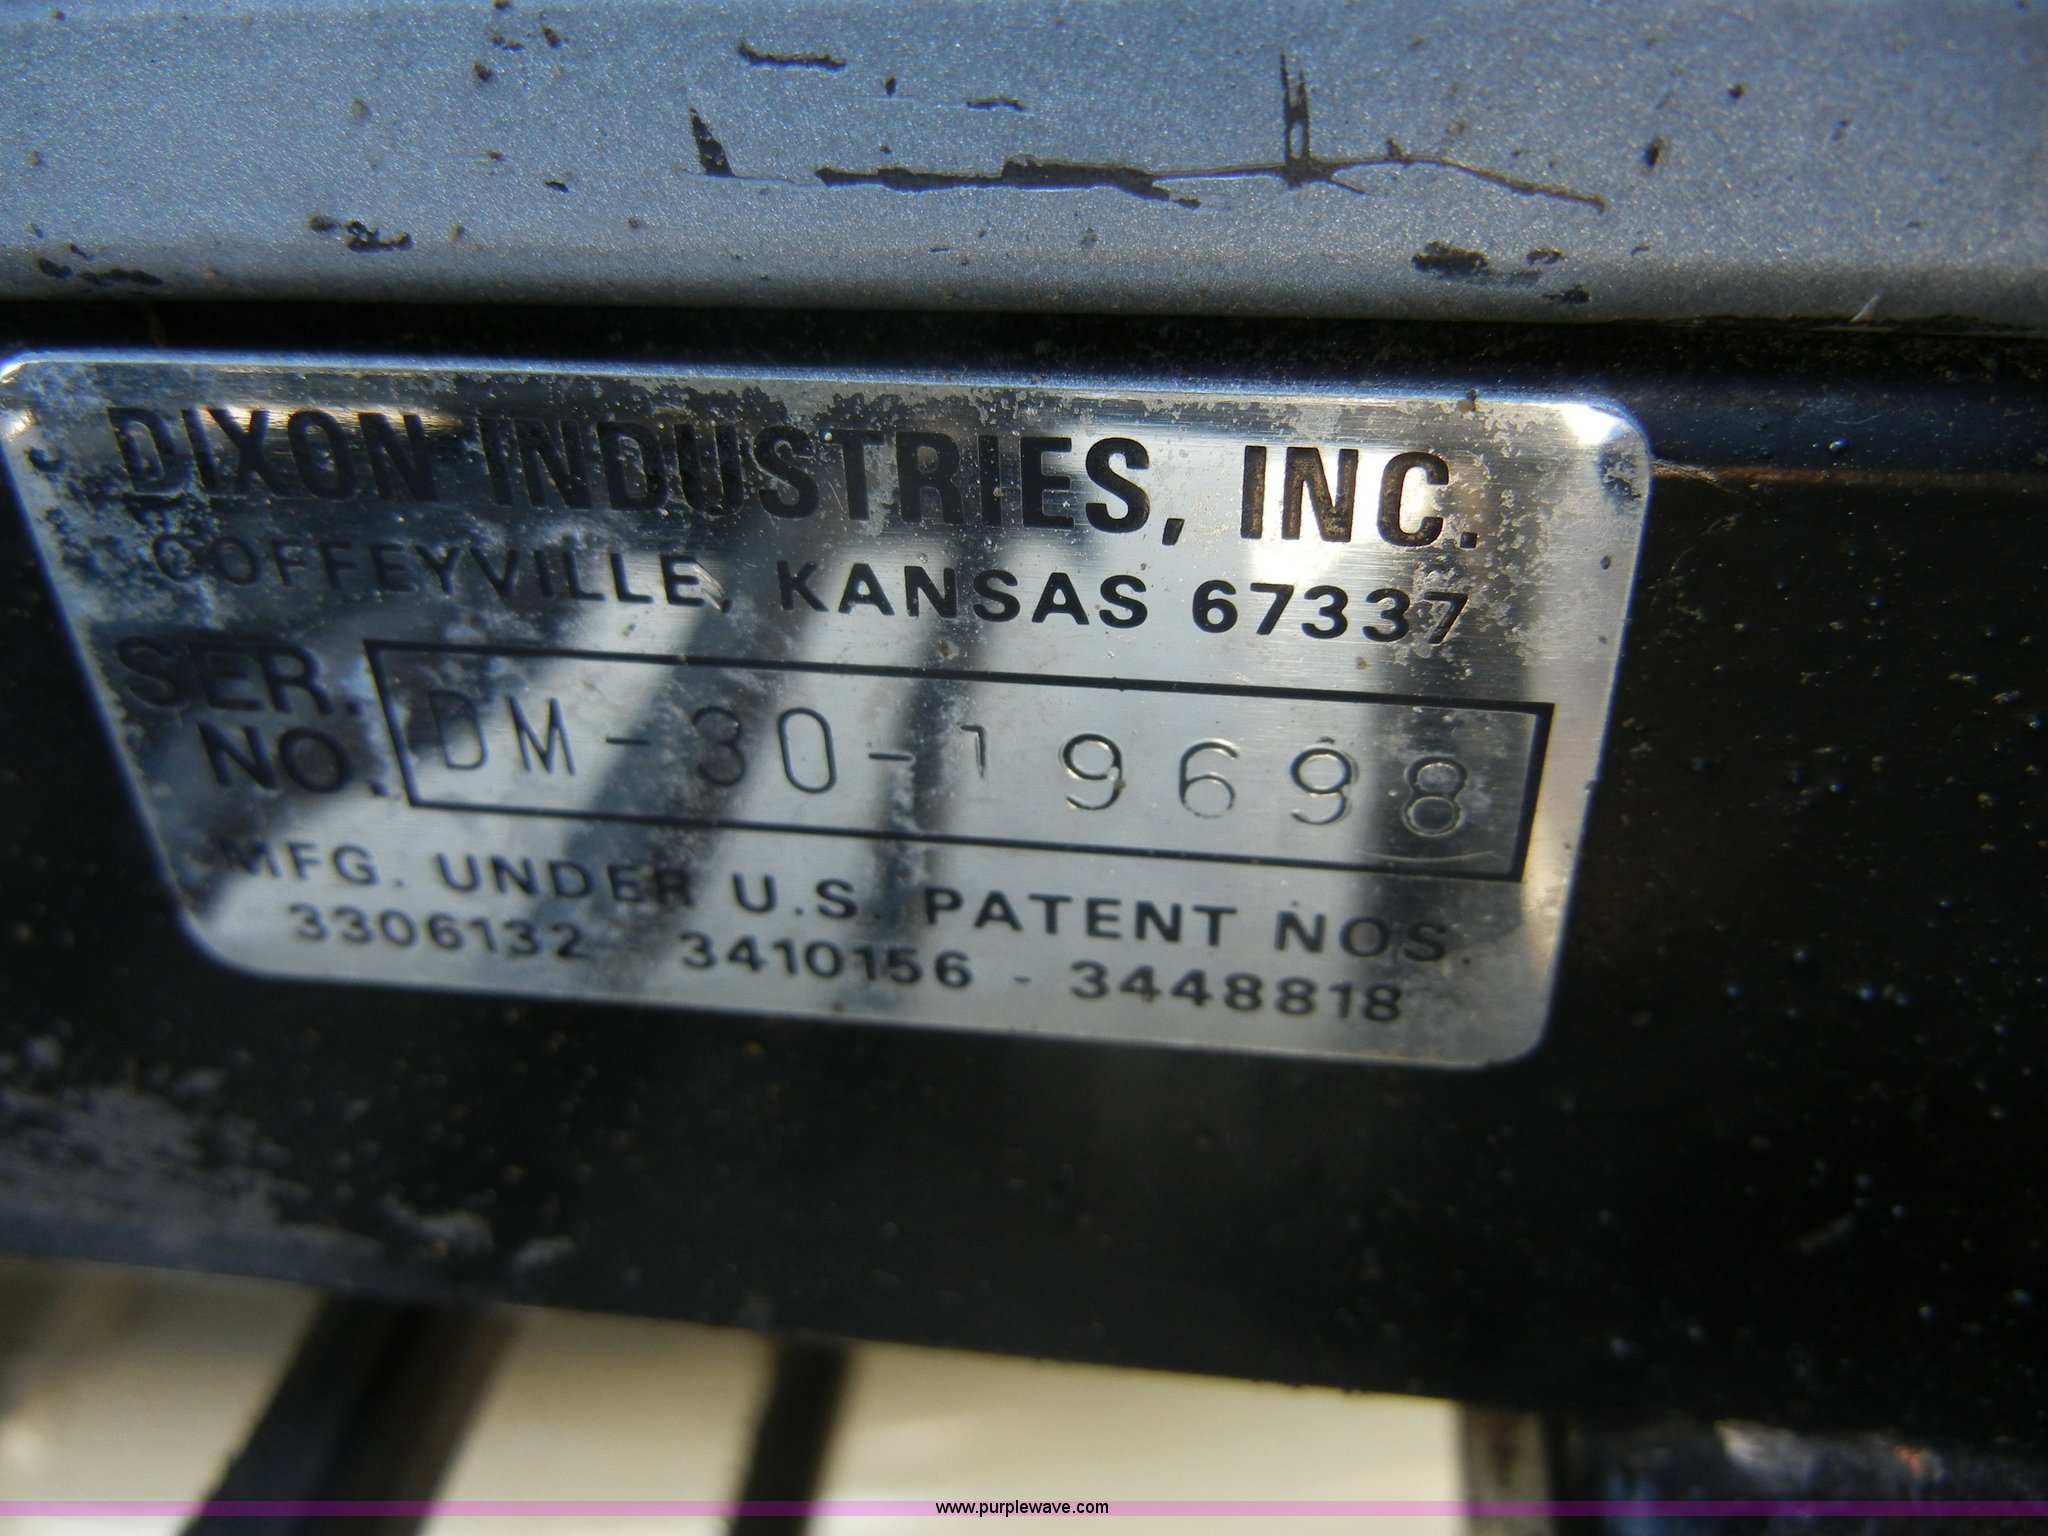 DIXON INDUSTRIES, INC.
COFFEYVILLE, KANSAS 67337
SER. NO. DM-30-19698
MFG. UNDER U.S. PATENT NOS.
3306132 3410156 - 3448818
www.purplewave.com